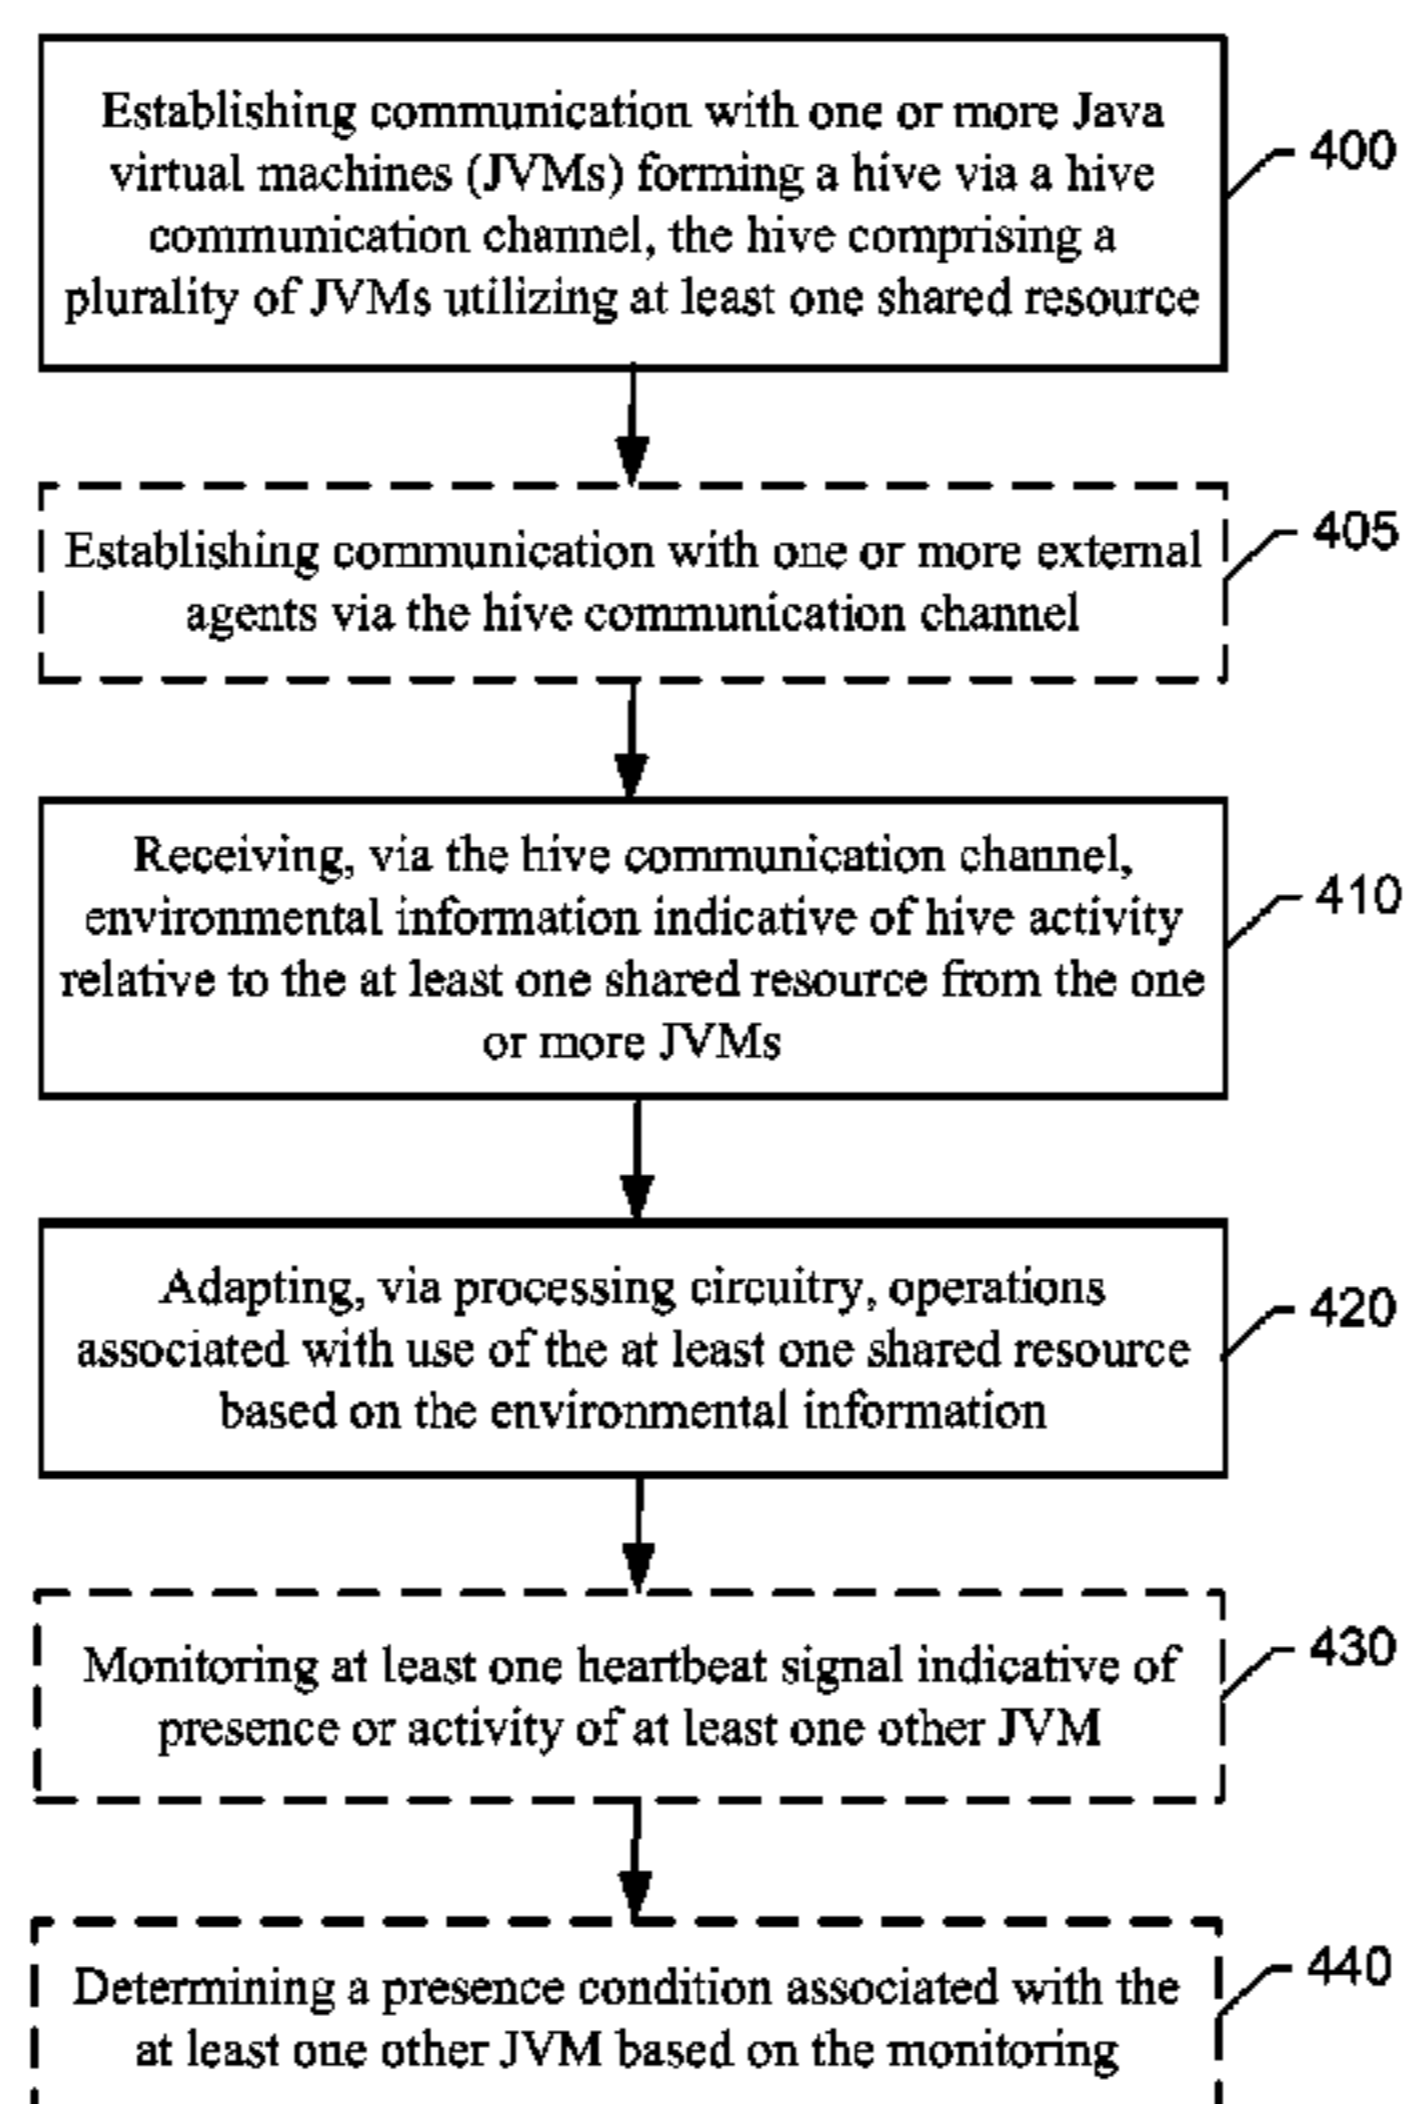 Establishing communication with one or more Java
virtual machines (JVMs) forming a hive via a hive
communication channel, the hive comprising a
plurality of JVMs utilizing at least one shared resource
400
Establishing communication with one or more external
agents via the hive communication channel
405
Receiving, via the hive communication channel,
environmental information indicative of hive activity
relative to the at least one shared resource from the one
or more JVMs
410
Adapting, via processing circuitry, operations
associated with use of the at least one shared resource
based on the environmental information
420
Monitoring at least one heartbeat signal indicative of
presence or activity of at least one other JVM
430
Determining a presence condition associated with the
at least one other JVM based on the monitoring
440